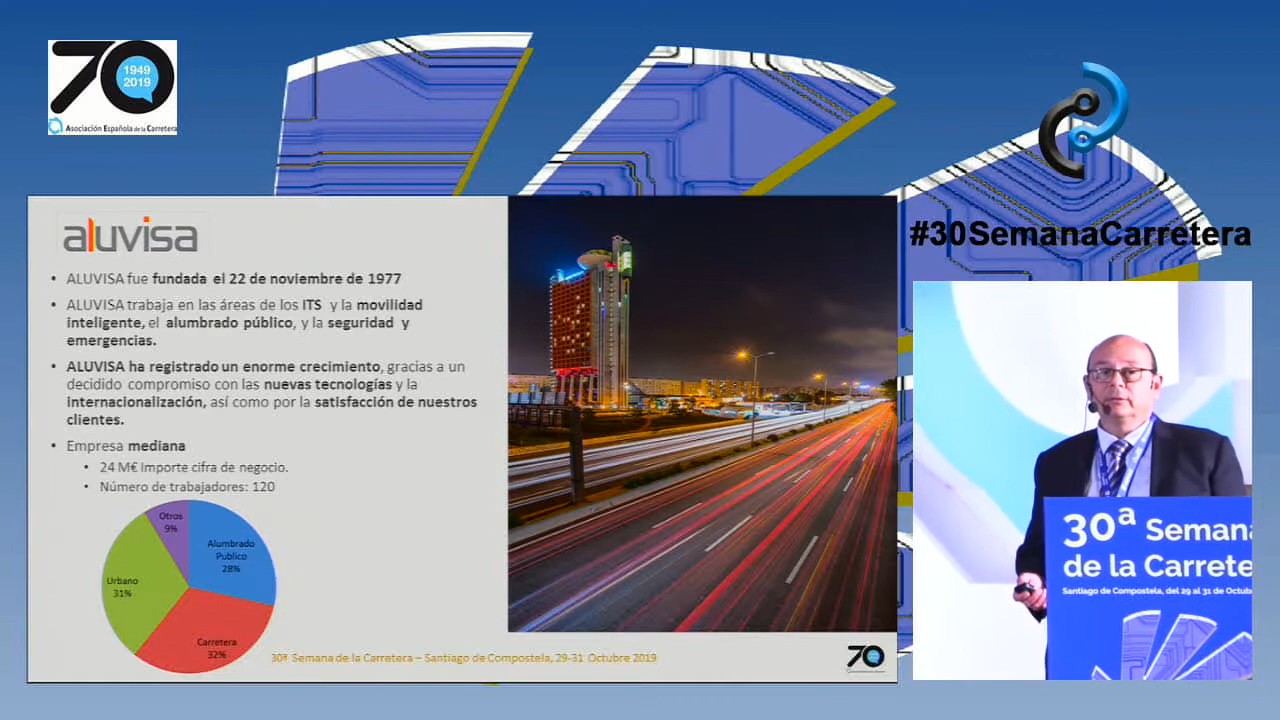 70
1949
2019
Asociación Española de la Carretera
#30SemanaCarretera
aluvisa
• ALUVISA fue fundada el 22 de noviembre de 1977
• ALUVISA trabaja en las áreas de los ITS y la movilidad
inteligente, el alumbrado público, y la seguridad y
emergencias.
• ALUVISA ha registrado un enorme crecimiento, gracias a un
decidido compromiso con las nuevas tecnologías y la
internacionalización, así como por la satisfacción de nuestros
clientes.
• Empresa mediana
• 24 M€ Importe cifra de negocio.
• Número de trabajadores: 120
Otros
9%
Alumbrado
Publico
28%
Urbano
31%
Carretera
32%
30ª Semana de la Carretera – Santiago de Compostela, 29-31 Octubre 2019
70
30ª Semana
de la Carrete
Santiago de Compostela, del 29 al 31 de Octub